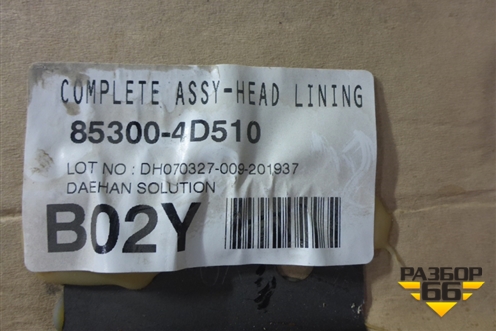 COMPLETE ASSY-HEAD LINING
85300-4D510
LOT NO : DH070327-009-201937
DAEHAN SOLUTION
B02Y
РАЗБОР
66